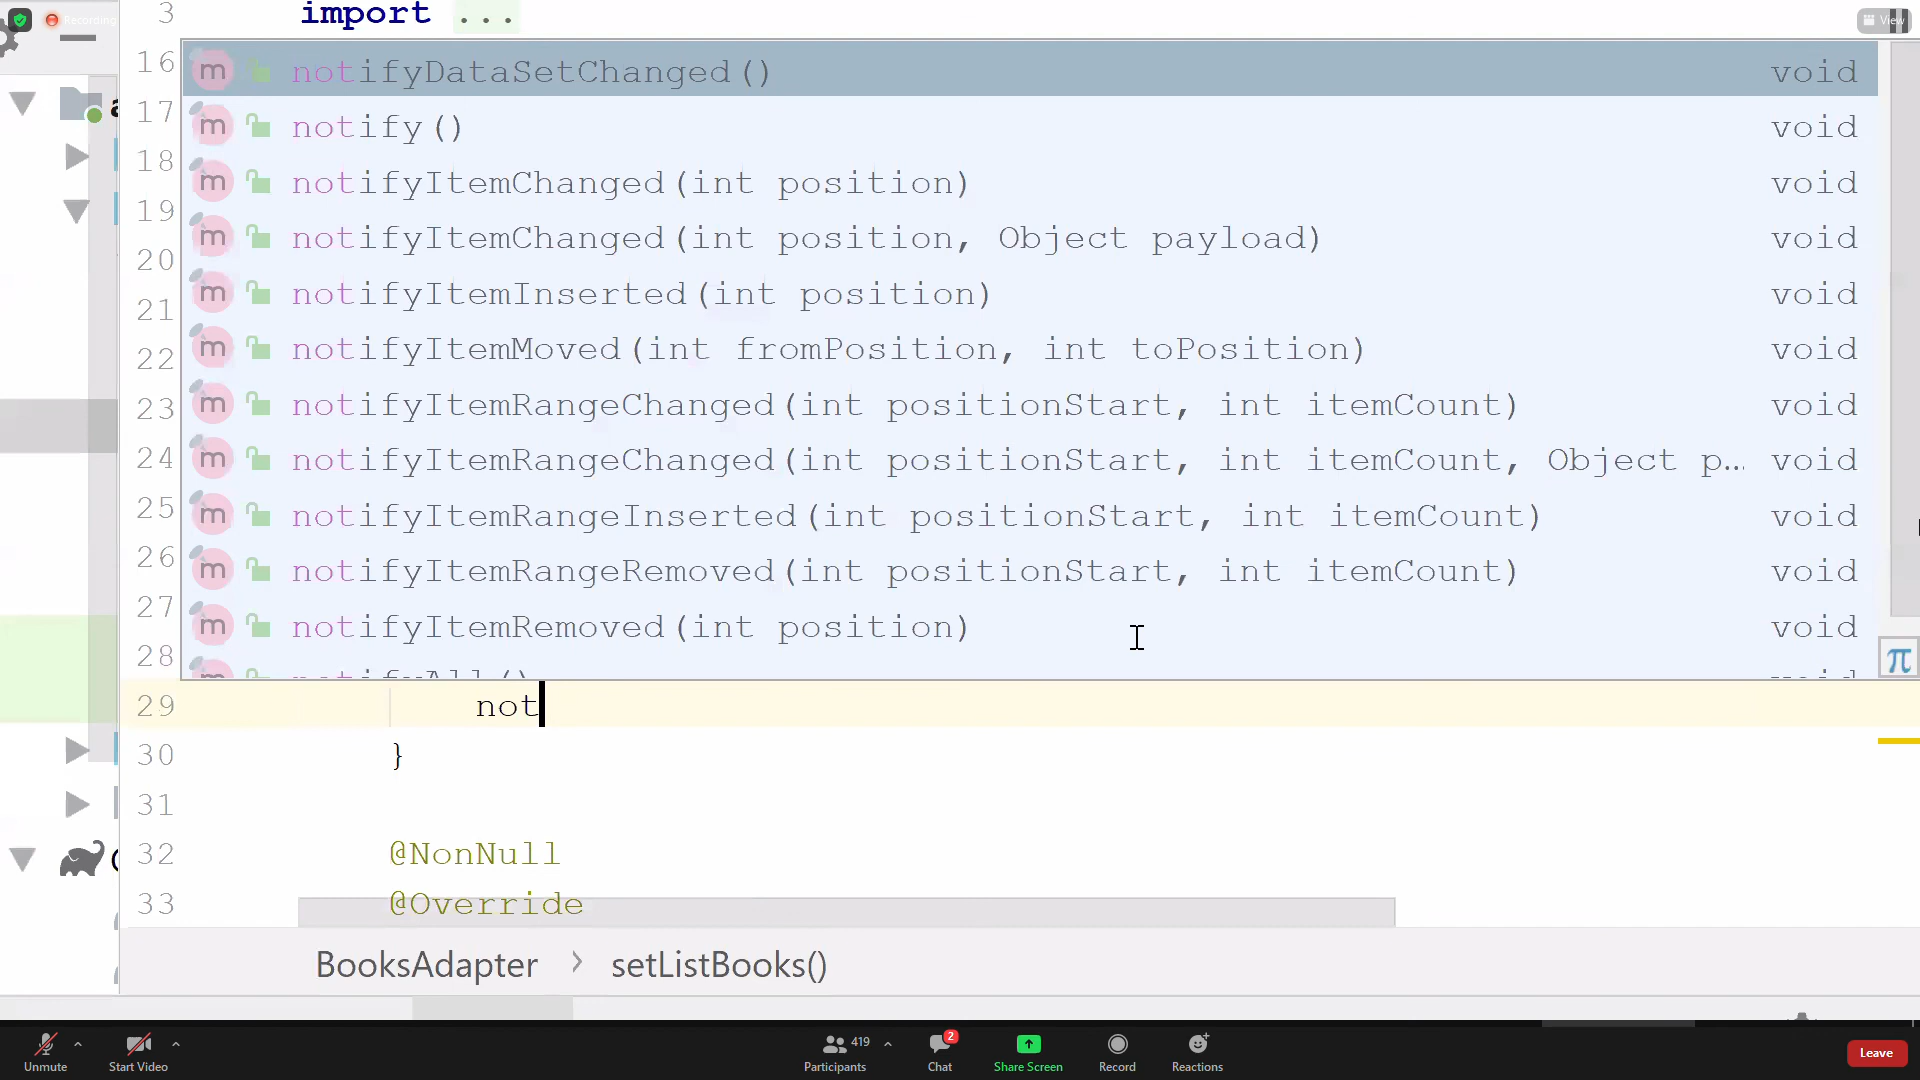 Recording
View
3 import ...
16 notifyDataSetChanged() void
17 notify() void
18 notifyItemChanged(int position) void
19 notifyItemChanged(int position, Object payload) void
20
21 notifyItemInserted(int position) void
22 notifyItemMoved(int fromPosition, int toPosition) void
23 notifyItemRangeChanged(int positionStart, int itemCount) void
24 notifyItemRangeChanged(int positionStart, int itemCount, Object p… void
25 notifyItemRangeInserted(int positionStart, int itemCount) void
26 notifyItemRangeRemoved(int positionStart, int itemCount) void
27 notifyItemRemoved(int position) void
28 notifyAll() void
29 not
30 }
31
32 @NonNull
33 @Override
BooksAdapter > setListBooks()
Unmute Start Video Participants 419 Chat 2 Share Screen Record Reactions Leave